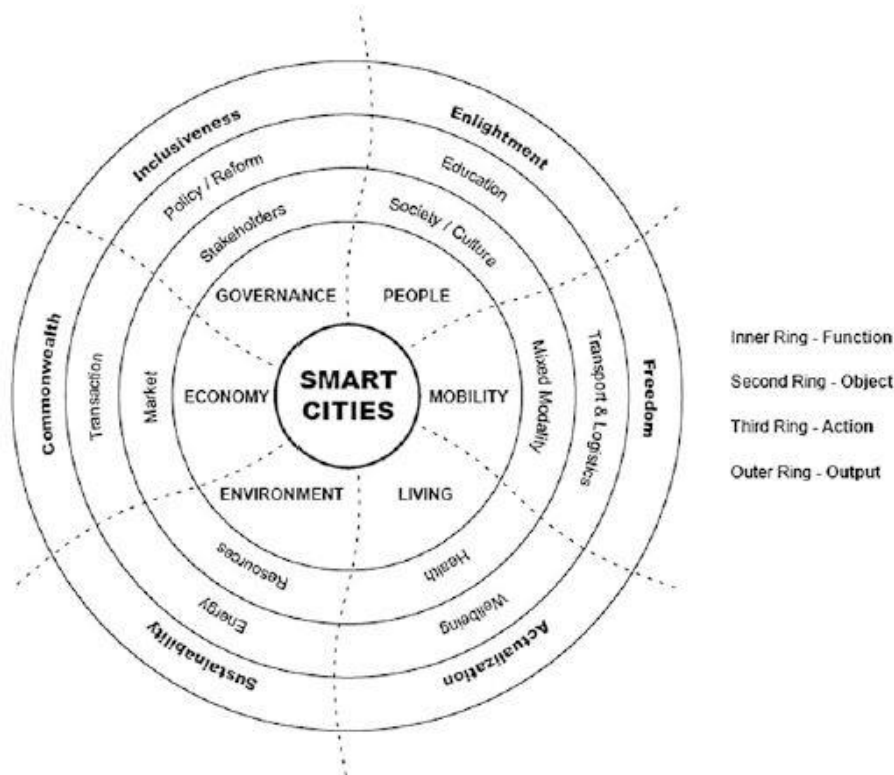 Inclusiveness
Enlightment
Policy / Reform
Education
Stakeholders
Society / Culture
GOVERNANCE
PEOPLE
Commonwealth
Transaction
Market
ECONOMY
SMART
CITIES
MOBILITY
Mixed Modality
Transport & Logistics
Freedom
ENVIRONMENT
LIVING
Resources
Health
Energy
Wellbeing
Sustainability
Actualization
Inner Ring - Function
Second Ring - Object
Third Ring - Action
Outer Ring - Output